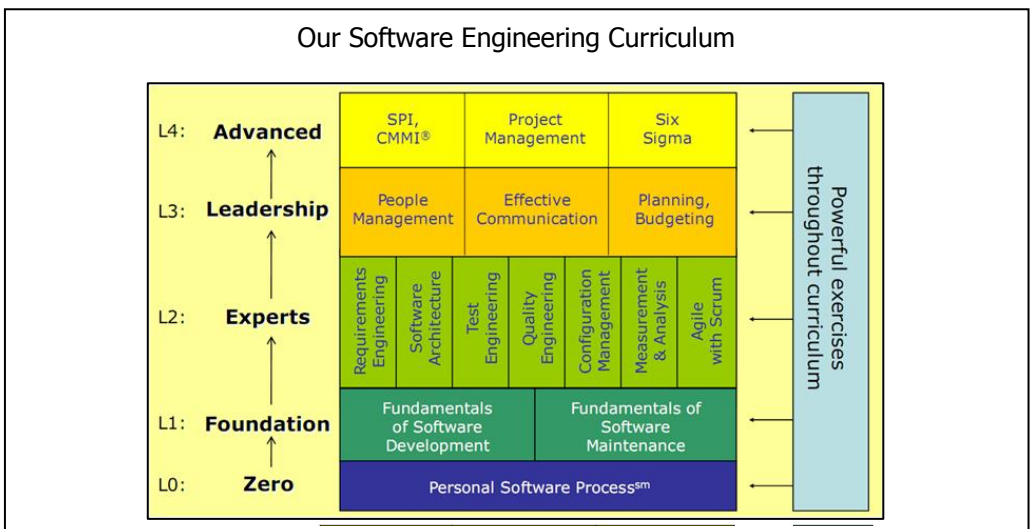 Our Software Engineering Curriculum
L4: Advanced
SPI,
CMMI®
Project
Management
Six
Sigma
L3: Leadership
People
Management
Effective
Communication
Planning,
Budgeting
L2: Experts
Requirements
Engineering
Software
Architecture
Test
Engineering
Quality
Engineering
Configuration
Management
Measurement
& Analysis
Agile
with Scrum
L1: Foundation
Fundamentals
of Software
Development
Fundamentals of
Software
Maintenance
L0: Zero
Personal Software Processsm
Powerful exercises
throughout curriculum